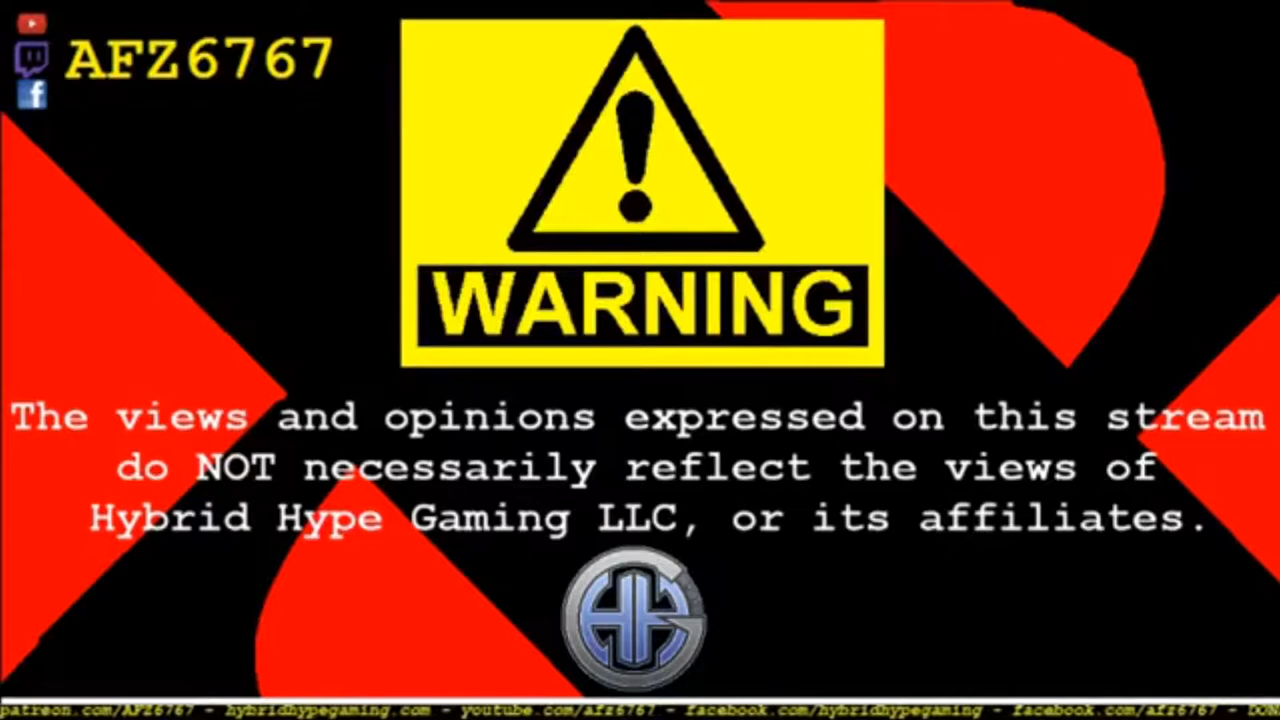 AFZ6767
WARNING
The views and opinions expressed on this stream
do NOT necessarily reflect the views of
Hybrid Hype Gaming LLC, or its affiliates.
patreon.com/AFZ6767 - hybridhypegaming.com - youtube.com/Afz6767 - facebook.com/hybridhypegaming - facebook.com/afz6767 - DON